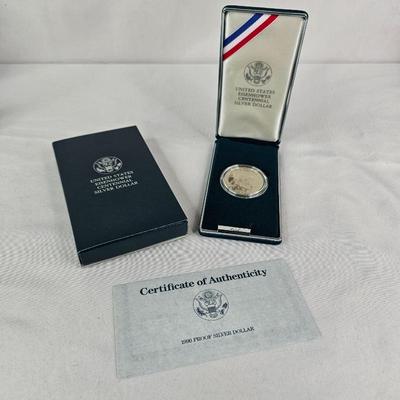 UNITED STATES
EISENHOWER
CENTENNIAL
SILVER DOLLAR
UNITED STATES
EISENHOWER
CENTENNIAL
SILVER DOLLAR
Certificate of Authenticity
1990 PROOF SILVER DOLLAR